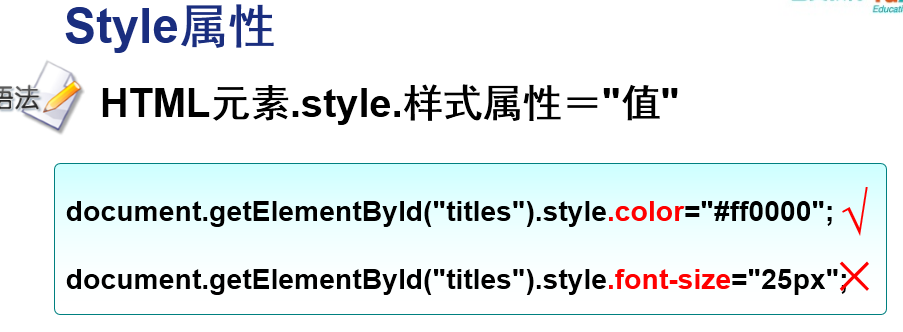 Style属性
Educati
语法
HTML元素.style.样式属性＝"值"
document.getElementById("titles").style.color="#ff0000";
document.getElementById("titles").style.font-size="25px";